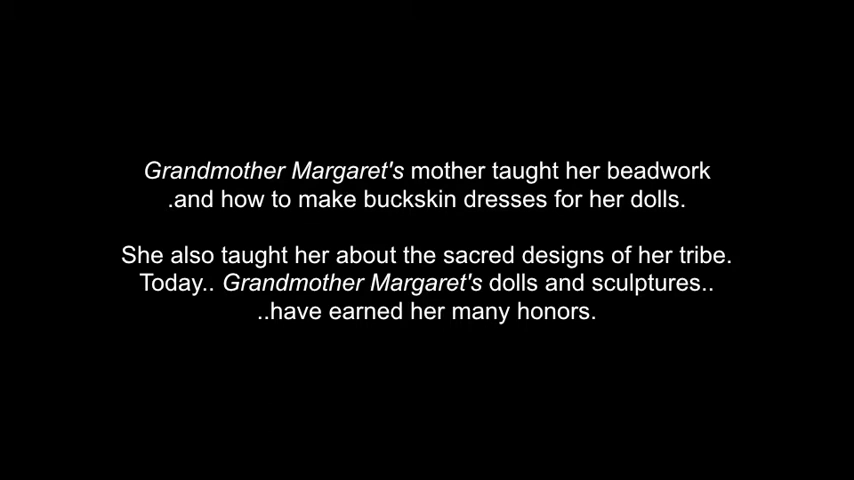 Grandmother Margaret's mother taught her beadwork
.and how to make buckskin dresses for her dolls.
She also taught her about the sacred designs of her tribe.
Today.. Grandmother Margaret's dolls and sculptures..
..have earned her many honors.